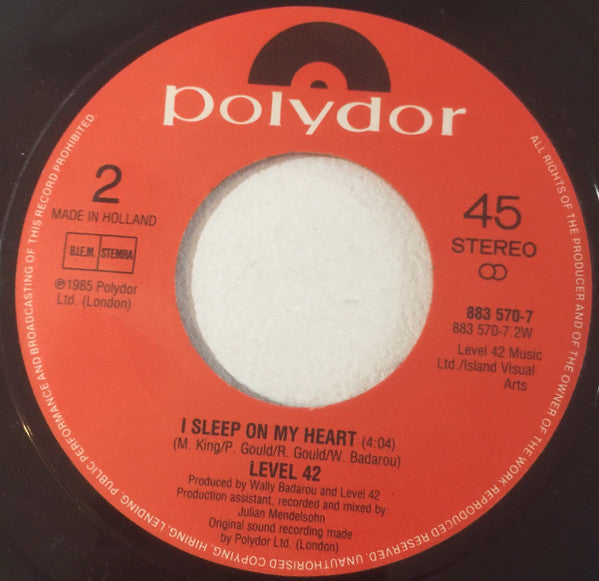 polydor
2
MADE IN HOLLAND
B.I.E.M. STEMRA
℗1985 Polydor
Ltd. (London)
45
STEREO
883 570-7
883 570-7.2W
Level 42 Music
Ltd./Island Visual
Arts
I SLEEP ON MY HEART (4:04)
(M. King/P. Gould/R. Gould/W. Badarou)
LEVEL 42
Produced by Wally Badarou and Level 42
Production assistant, recorded and mixed by:
Julian Mendelsohn
Original sound recording made
by Polydor Ltd. (London)
ALL RIGHTS OF THE PRODUCER AND OF THE OWNER OF THE WORK REPRODUCED RESERVED. UNAUTHORISED COPYING, HIRING, LENDING, PUBLIC PERFORMANCE AND BROADCASTING OF THIS RECORD PROHIBITED.